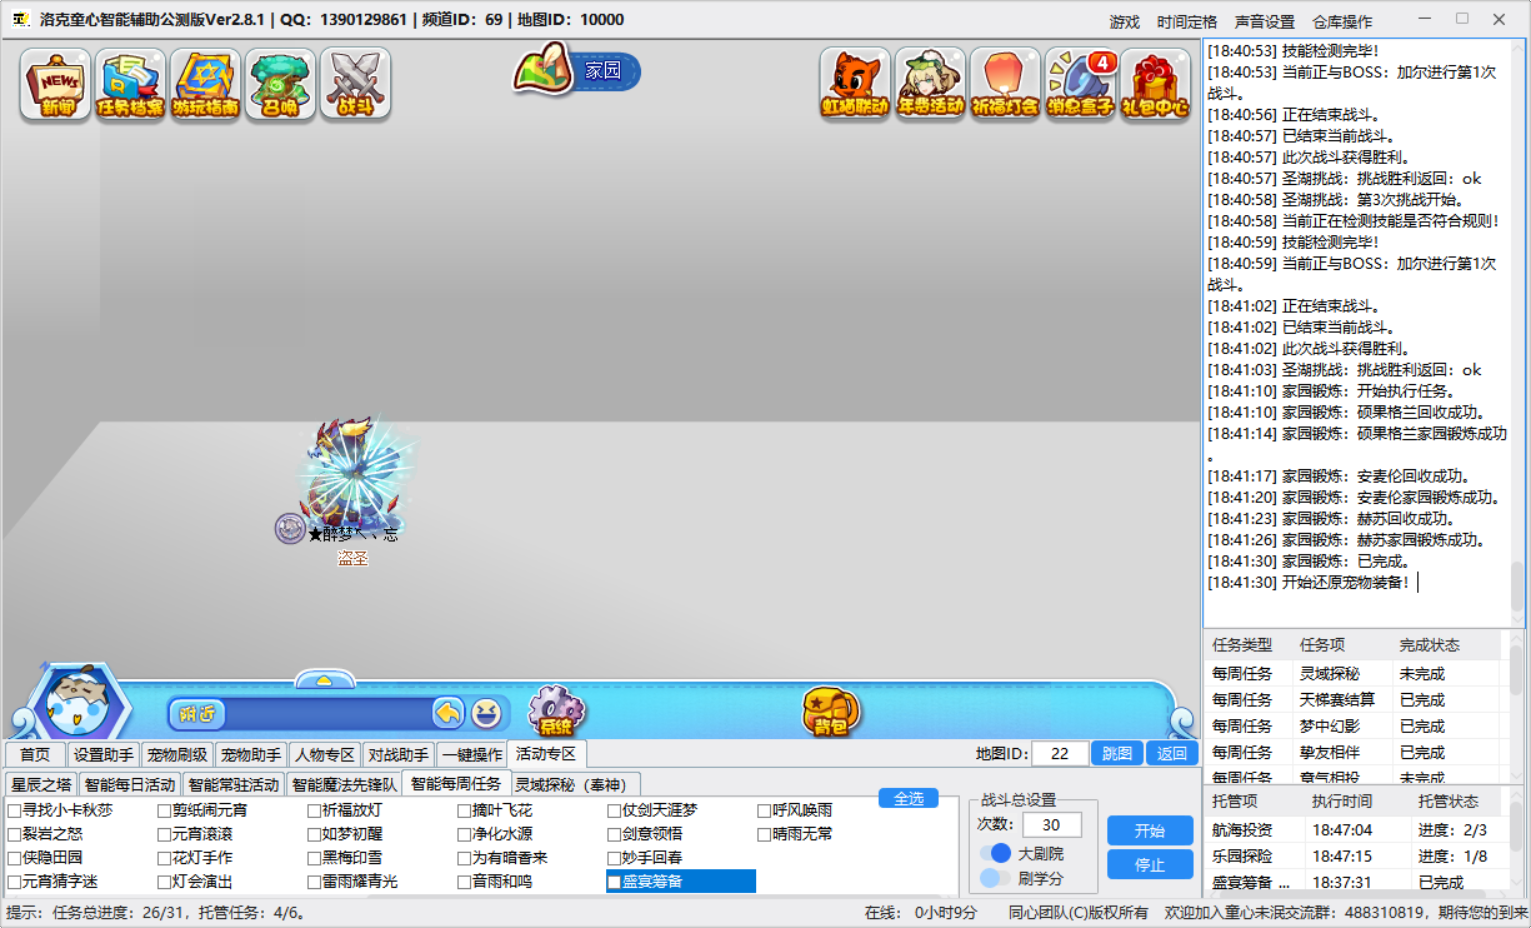 洛克童心智能辅助公测版Ver2.8.1 | QQ：1390129861 | 频道ID：69 | 地图ID：10000
游戏 时间定格 声音设置 仓库操作
NEWS
新闻 任务档案 游玩指南 召唤 战斗
家园
虹猫联动 年费活动 祈福灯会 消息盒子 4 礼包中心
[18:40:53] 技能检测完毕！
[18:40:53] 当前正与BOSS：加尔进行第1次
战斗。
[18:40:56] 正在结束战斗。
[18:40:57] 已结束当前战斗。
[18:40:57] 此次战斗获得胜利。
[18:40:57] 圣湖挑战：挑战胜利返回：ok
[18:40:58] 圣湖挑战：第3次挑战开始。
[18:40:58] 当前正在检测技能是否符合规则！
[18:40:59] 技能检测完毕！
[18:40:59] 当前正与BOSS：加尔进行第1次
战斗。
[18:41:02] 正在结束战斗。
[18:41:02] 已结束当前战斗。
[18:41:02] 此次战斗获得胜利。
[18:41:03] 圣湖挑战：挑战胜利返回：ok
[18:41:10] 家园锻炼：开始执行任务。
[18:41:10] 家园锻炼：硕果格兰回收成功。
[18:41:14] 家园锻炼：硕果格兰家园锻炼成功
。
[18:41:17] 家园锻炼：安麦伦回收成功。
[18:41:20] 家园锻炼：安麦伦家园锻炼成功。
[18:41:23] 家园锻炼：赫苏回收成功。
[18:41:26] 家园锻炼：赫苏家园锻炼成功。
[18:41:30] 家园锻炼：已完成。
[18:41:30] 开始还原宠物装备！
★醉梦 忘
盗圣
附近 系统 背包
任务类型 任务项 完成状态
每周任务 灵域探秘 未完成
每周任务 天梯赛结算 已完成
每周任务 梦中幻影 已完成
每周任务 挚友相伴 已完成
每周任务 意气相投 未完成
托管项 执行时间 托管状态
航海投资 18:47:04 进度：2/3
乐园探险 18:47:15 进度：1/8
盛宴筹备 ... 18:37:31 已完成
首页 设置助手 宠物刷级 宠物助手 人物专区 对战助手 一键操作 活动专区 地图ID： 22 跳图 返回
星辰之塔 智能每日活动 智能常驻活动 智能魔法先锋队 智能每周任务 灵域探秘（奉神）
全选
寻找小卡秋莎 剪纸闹元宵 祈福放灯 摘叶飞花 仗剑天涯梦 呼风唤雨
裂岩之怒 元宵滚滚 如梦初醒 净化水源 剑意领悟 晴雨无常
侠隐田园 花灯手作 黑梅印雪 为有暗香来 妙手回春
元宵猜字迷 灯会演出 雷雨耀青光 音雨和鸣 盛宴筹备
战斗总设置
次数： 30
大剧院
刷学分
开始
停止
提示：任务总进度：26/31，托管任务：4/6。
在线： 0小时9分 同心团队(C)版权所有 欢迎加入童心未泯交流群：488310819，期待您的到来